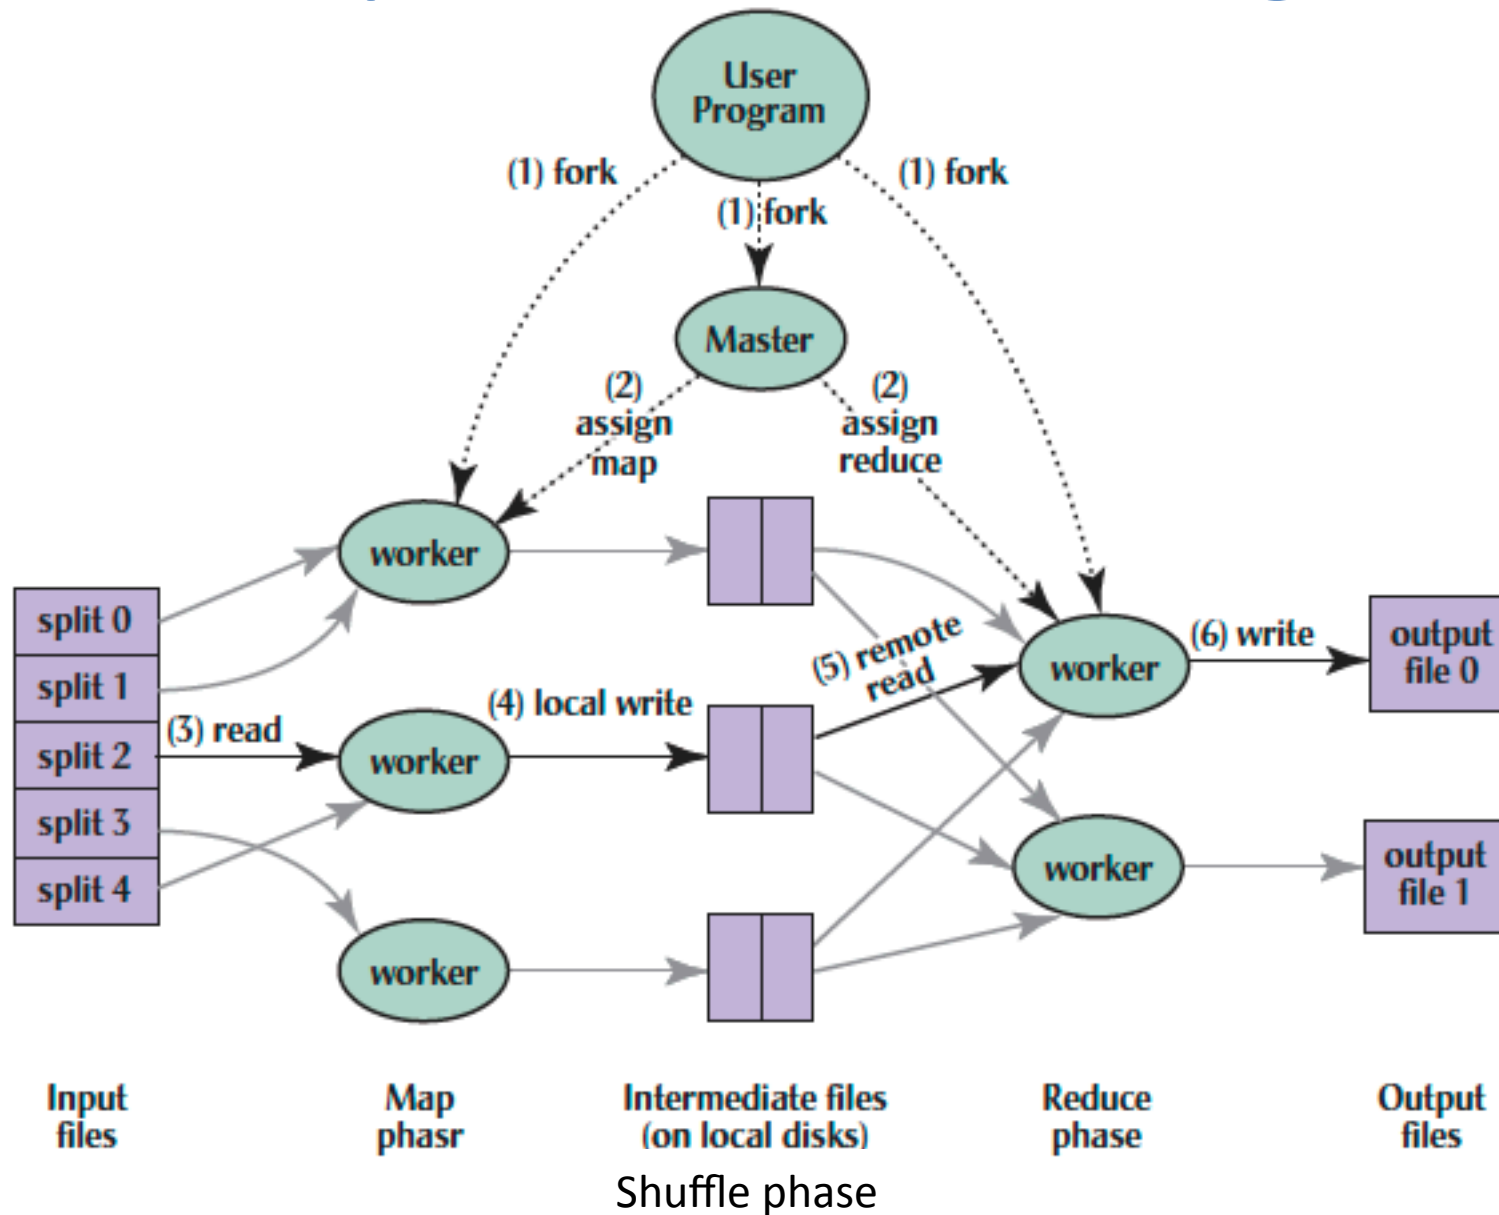 User
Program
(1) fork
(1) fork
(1) fork
Master
(2)
assign
map
(2)
assign
reduce
worker
split 0
split 1
split 2
split 3
split 4
(3) read
worker
(4) local write
(5) remote
read
worker
(6) write
output
file 0
worker
output
file 1
worker
Input
files
Map
phasr
Intermediate files
(on local disks)
Reduce
phase
Output
files
Shuffle phase